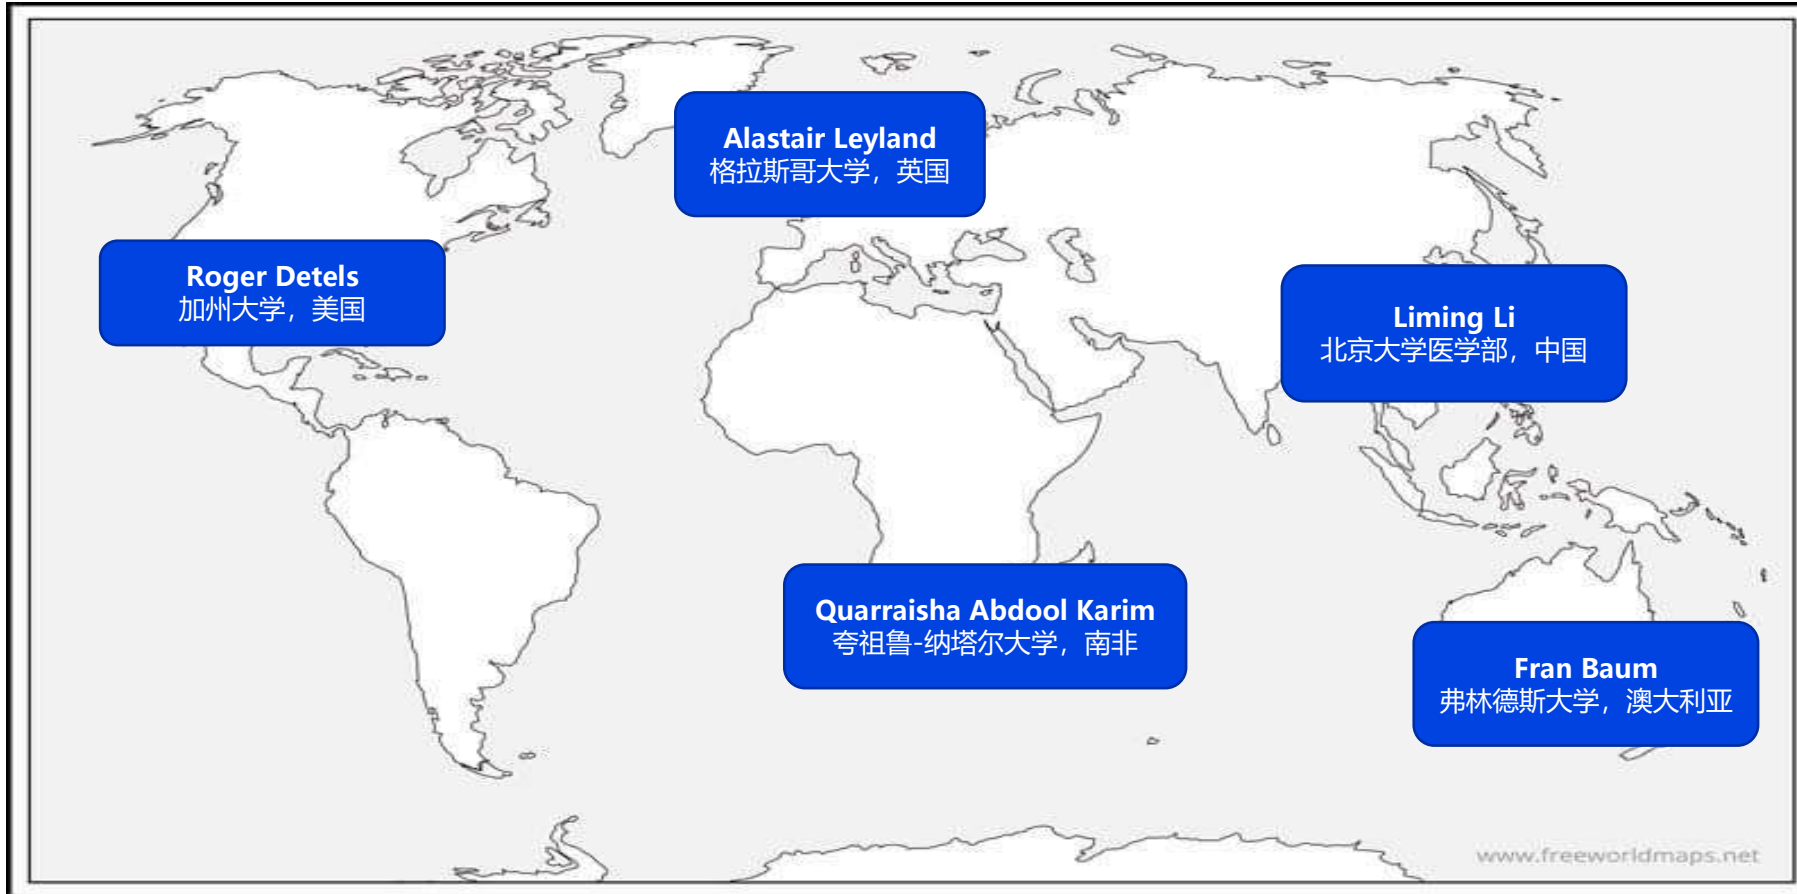 Alastair Leyland
格拉斯哥大学，英国
Roger Detels
加州大学，美国
Liming Li
北京大学医学部，中国
Quarraisha Abdool Karim
夸祖鲁-纳塔尔大学，南非
Fran Baum
弗林德斯大学，澳大利亚
www.freeworldmaps.net